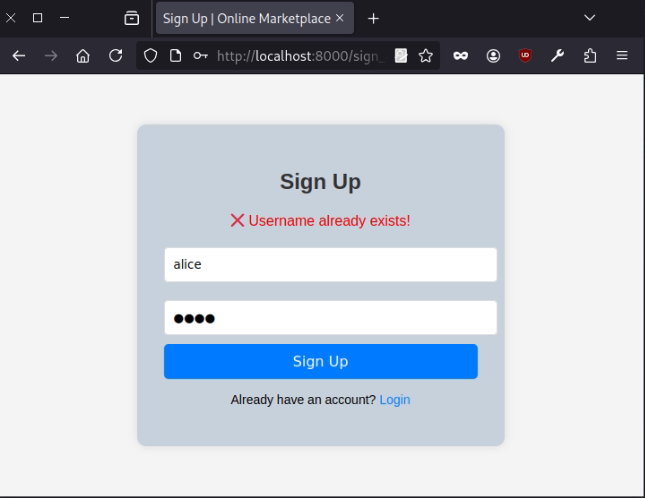 Sign Up | Online Marketplace
http://localhost:8000/sign_
Sign Up
❌ Username already exists!
alice
●●●●
Sign Up
Already have an account? Login